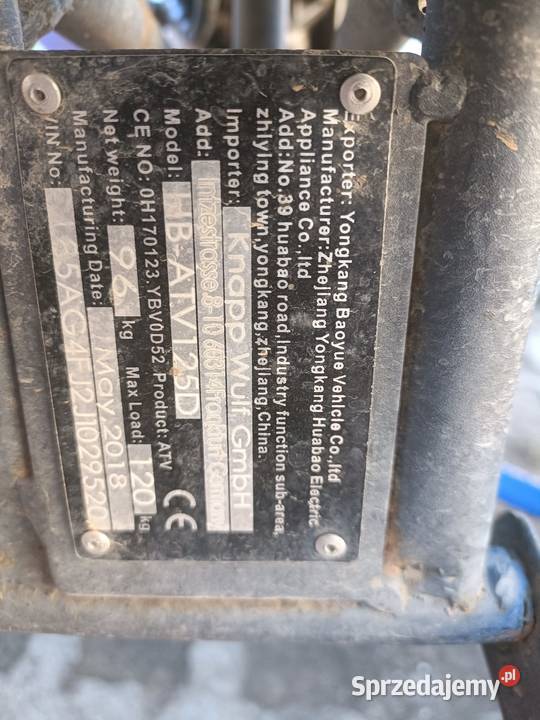 Exporter: Yongkang Baoyue Vehicle Co.,ltd
Manufacturer:Zhejiang Yongkang Huabao Electric
Appliance Co.,ltd
Add:No.39 huabao road,Industry function sub-area,
zhiying town,yongkang,zhejiang,China.
Importer: Knapp Wulf GmbH
Add:
Model: HB-ATV125D
CE NO.:0H170123.YBV0D52 Product: ATV
Net weight: 96 kg Max Load: 120 kg
Manufacturing Date: May,2018
VIN No.:
CE
Sprzedajemy.pl